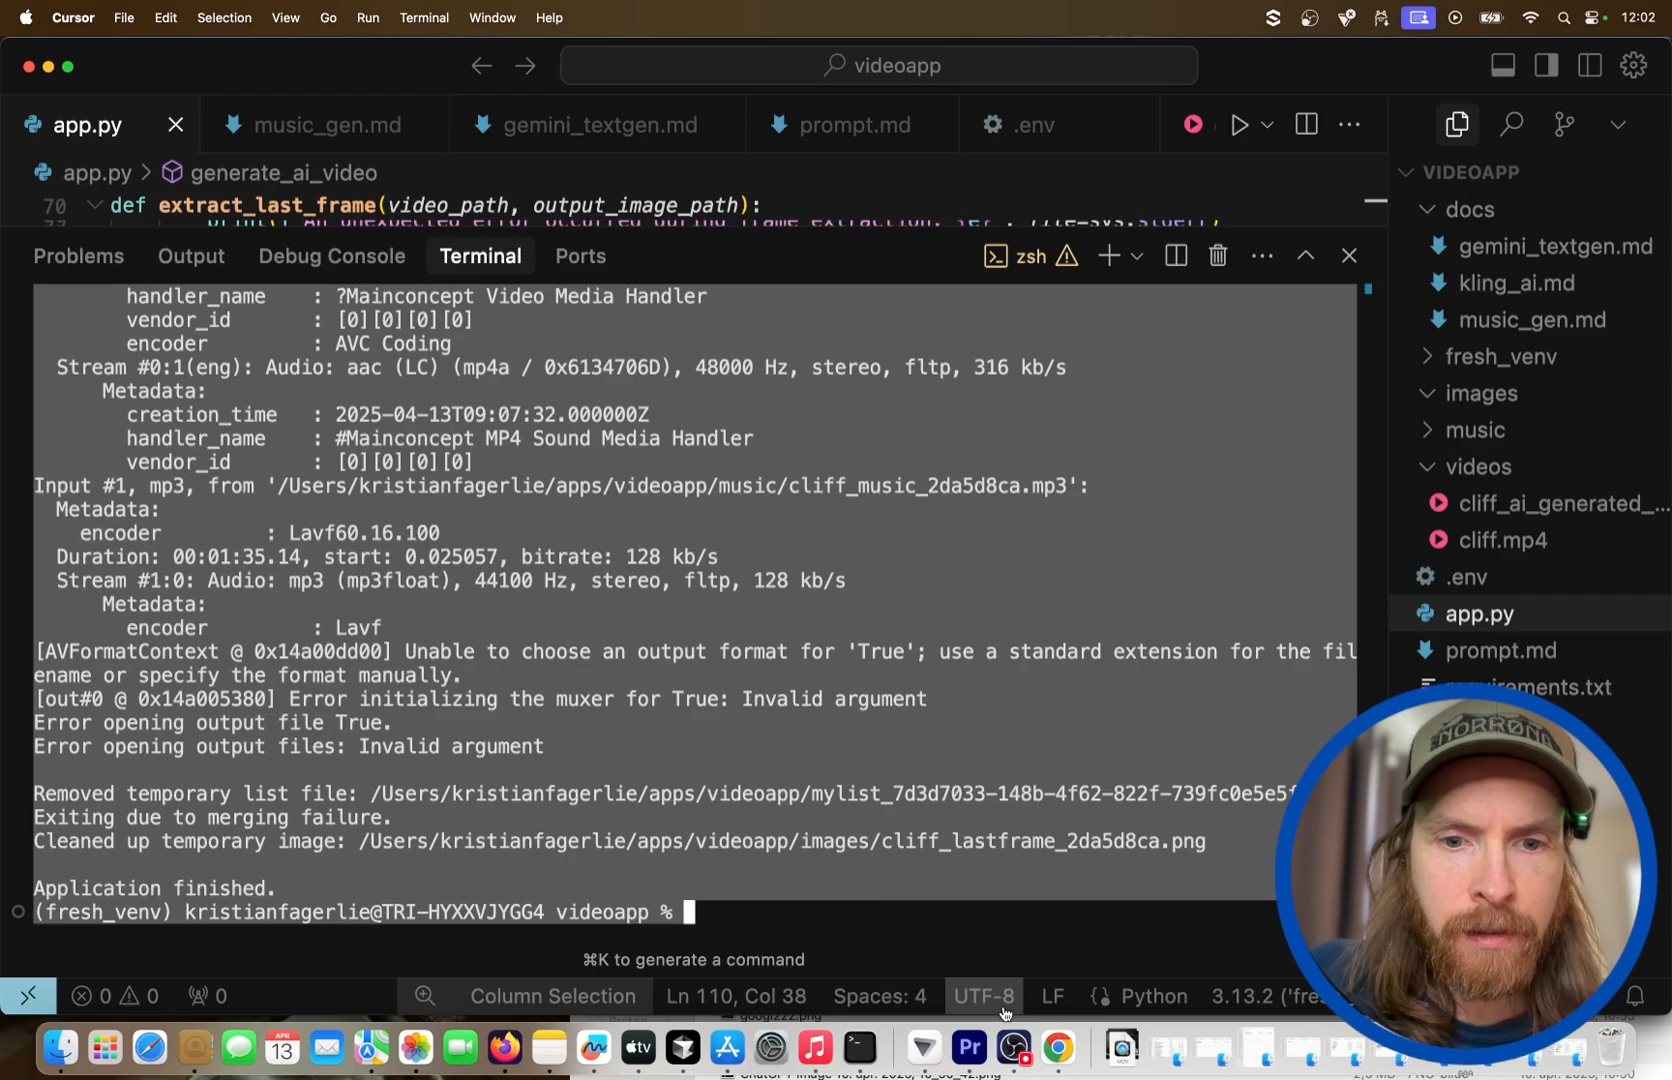 Cursor File Edit Selection View Go Run Terminal Window Help 12:02
videoapp
app.py music_gen.md gemini_textgen.md prompt.md .env
app.py > generate_ai_video
70 def extract_last_frame(video_path, output_image_path):
Problems Output Debug Console Terminal Ports zsh
handler_name : ?Mainconcept Video Media Handler
vendor_id : [0][0][0][0]
encoder : AVC Coding
Stream #0:1(eng): Audio: aac (LC) (mp4a / 0x6134706D), 48000 Hz, stereo, fltp, 316 kb/s
Metadata:
creation_time : 2025-04-13T09:07:32.000000Z
handler_name : #Mainconcept MP4 Sound Media Handler
vendor_id : [0][0][0][0]
Input #1, mp3, from '/Users/kristianfagerlie/apps/videoapp/music/cliff_music_2da5d8ca.mp3':
Metadata:
encoder : Lavf60.16.100
Duration: 00:01:35.14, start: 0.025057, bitrate: 128 kb/s
Stream #1:0: Audio: mp3 (mp3float), 44100 Hz, stereo, fltp, 128 kb/s
Metadata:
encoder : Lavf
[AVFormatContext @ 0x14a00dd00] Unable to choose an output format for 'True'; use a standard extension for the fil
ename or specify the format manually.
[out#0 @ 0x14a005380] Error initializing the muxer for True: Invalid argument
Error opening output file True.
Error opening output files: Invalid argument
Removed temporary list file: /Users/kristianfagerlie/apps/videoapp/mylist_7d3d7033-148b-4f62-822f-739fc0e5e5f
Exiting due to merging failure.
Cleaned up temporary image: /Users/kristianfagerlie/apps/videoapp/images/cliff_lastframe_2da5d8ca.png
Application finished.
(fresh_venv) kristianfagerlie@TRI-HYXXVJYGG4 videoapp %
⌘K to generate a command
0 0 0 Column Selection Ln 110, Col 38 Spaces: 4 UTF-8 LF Python 3.13.2
VIDEOAPP
docs
gemini_textgen.md
kling_ai.md
music_gen.md
fresh_venv
images
music
videos
cliff_ai_generated_...
cliff.mp4
.env
app.py
prompt.md
requirements.txt
NORRØNA
APR
13
tv
Pr